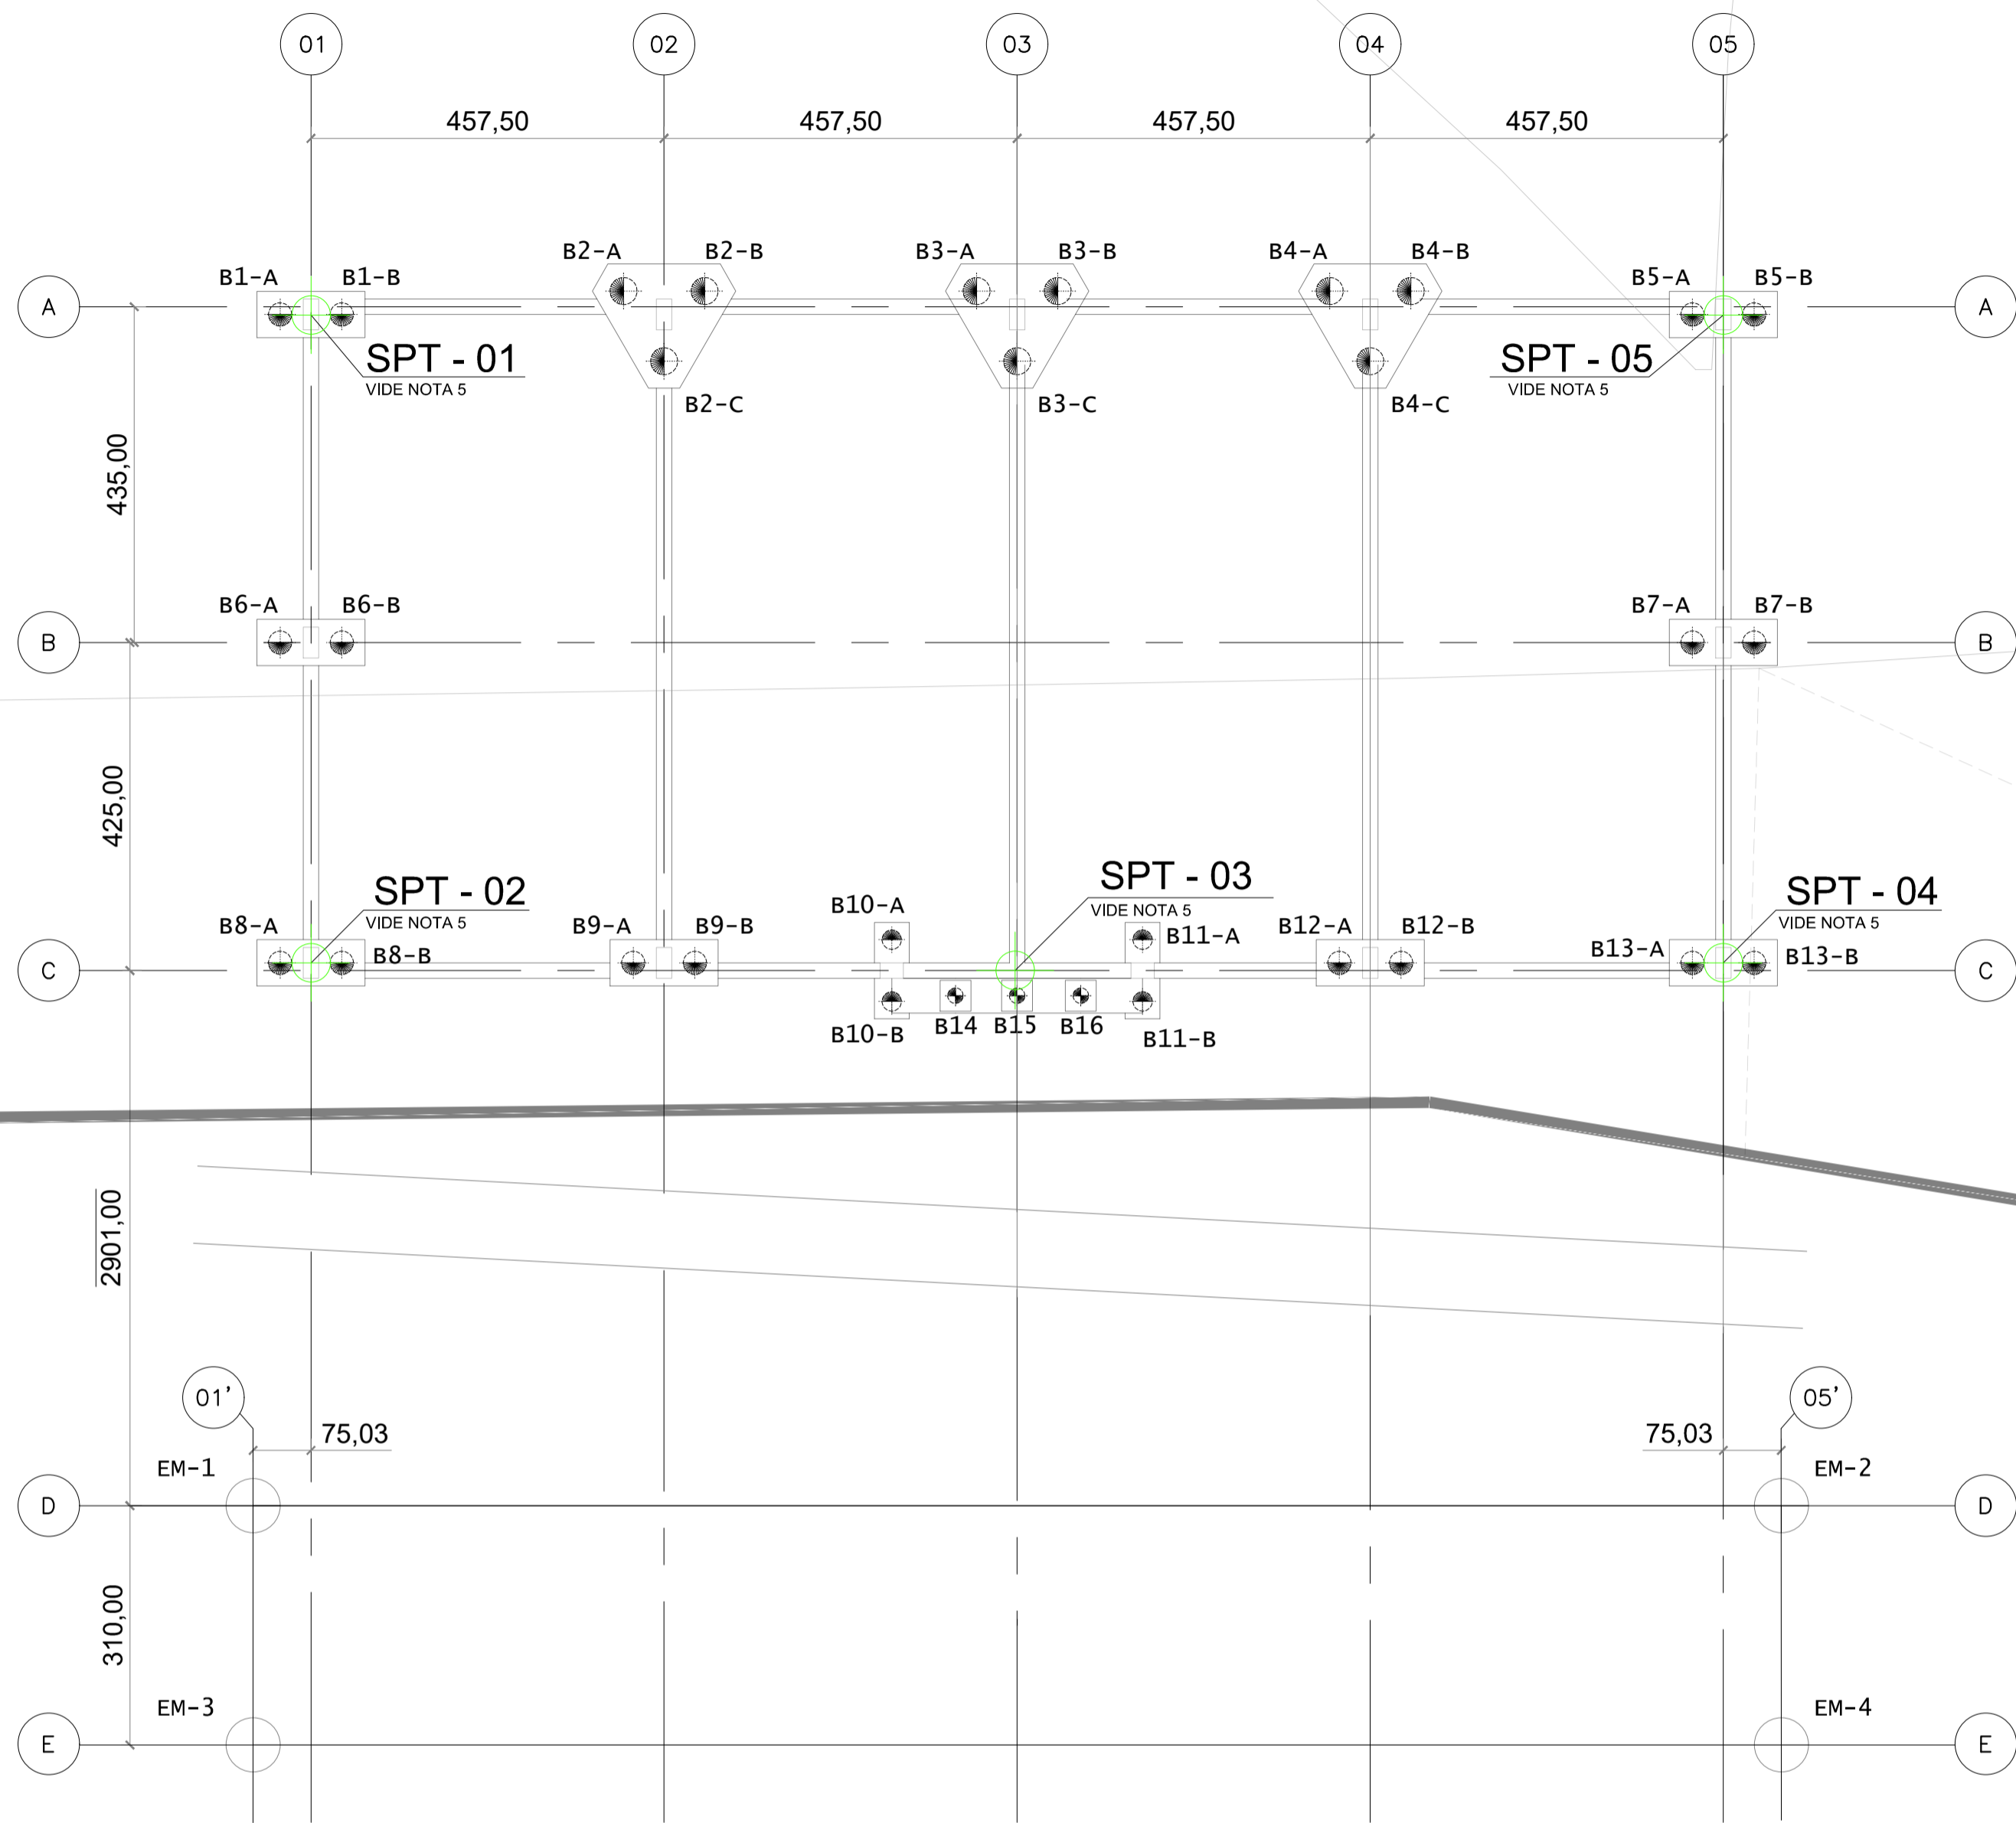 01 02 03 04 05
457,50 457,50 457,50 457,50
B2-A B2-B B3-A B3-B B4-A B4-B
B1-A B1-B B5-A B5-B
A A
SPT - 01 SPT - 05
VIDE NOTA 5 VIDE NOTA 5
B2-C B3-C B4-C
435,00
B6-A B6-B B7-A B7-B
B B
425,00
SPT - 02 SPT - 03 SPT - 04
VIDE NOTA 5 VIDE NOTA 5 VIDE NOTA 5
B8-A B9-A B9-B B10-A B11-A B12-A B12-B
B8-B B13-A B13-B
C C
B10-B B14 B15 B16 B11-B
2901,00
01' 05'
75,03 75,03
EM-1 EM-2
D D
310,00
EM-3 EM-4
E E